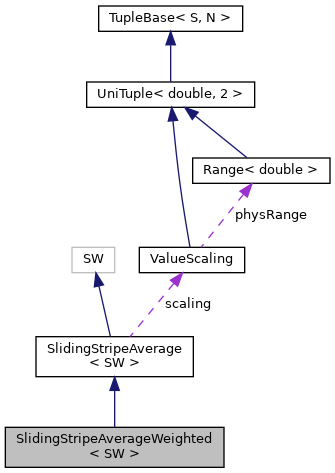 TupleBase< S, N >
UniTuple< double, 2 >
Range< double >
physRange
SW
ValueScaling
scaling
SlidingStripeAverage
< SW >
SlidingStripeAverageWeighted
< SW >